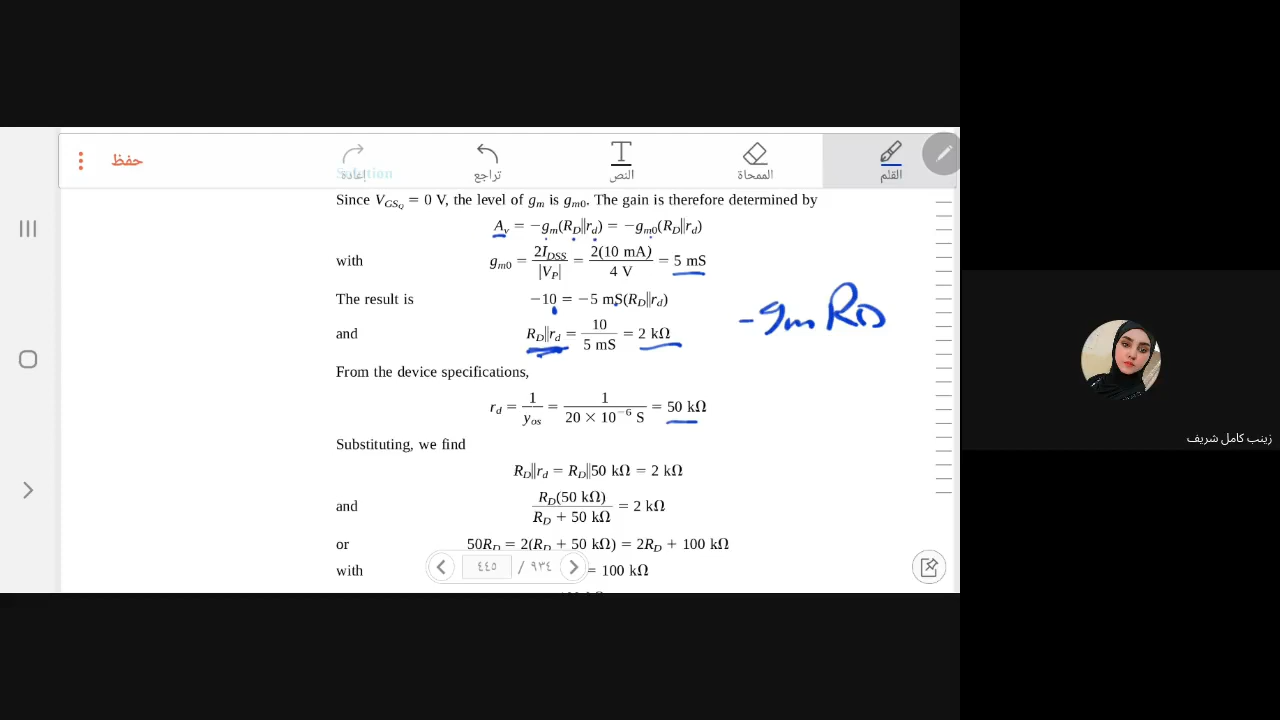 حفظ
إعادة
تراجع
النص
الممحاة
القلم
Solution
Since V_GSQ = 0 V, the level of g_m is g_m0. The gain is therefore determined by
A_v = −g_m(R_D||r_d) = −g_m0(R_D||r_d)
with g_m0 = 2I_DSS / |V_P| = 2(10 mA) / 4 V = 5 mS
The result is −10 = −5 mS(R_D||r_d)
-gm RD
and R_D||r_d = 10 / 5 mS = 2 kΩ
From the device specifications,
r_d = 1 / y_os = 1 / 20 × 10⁻⁶ S = 50 kΩ
Substituting, we find
R_D||r_d = R_D||50 kΩ = 2 kΩ
and R_D(50 kΩ) / R_D + 50 kΩ = 2 kΩ
or 50R_D = 2(R_D + 50 kΩ) = 2R_D + 100 kΩ
with = 100 kΩ
٤٤٥ / ٩٣٤
زينب كامل شريف